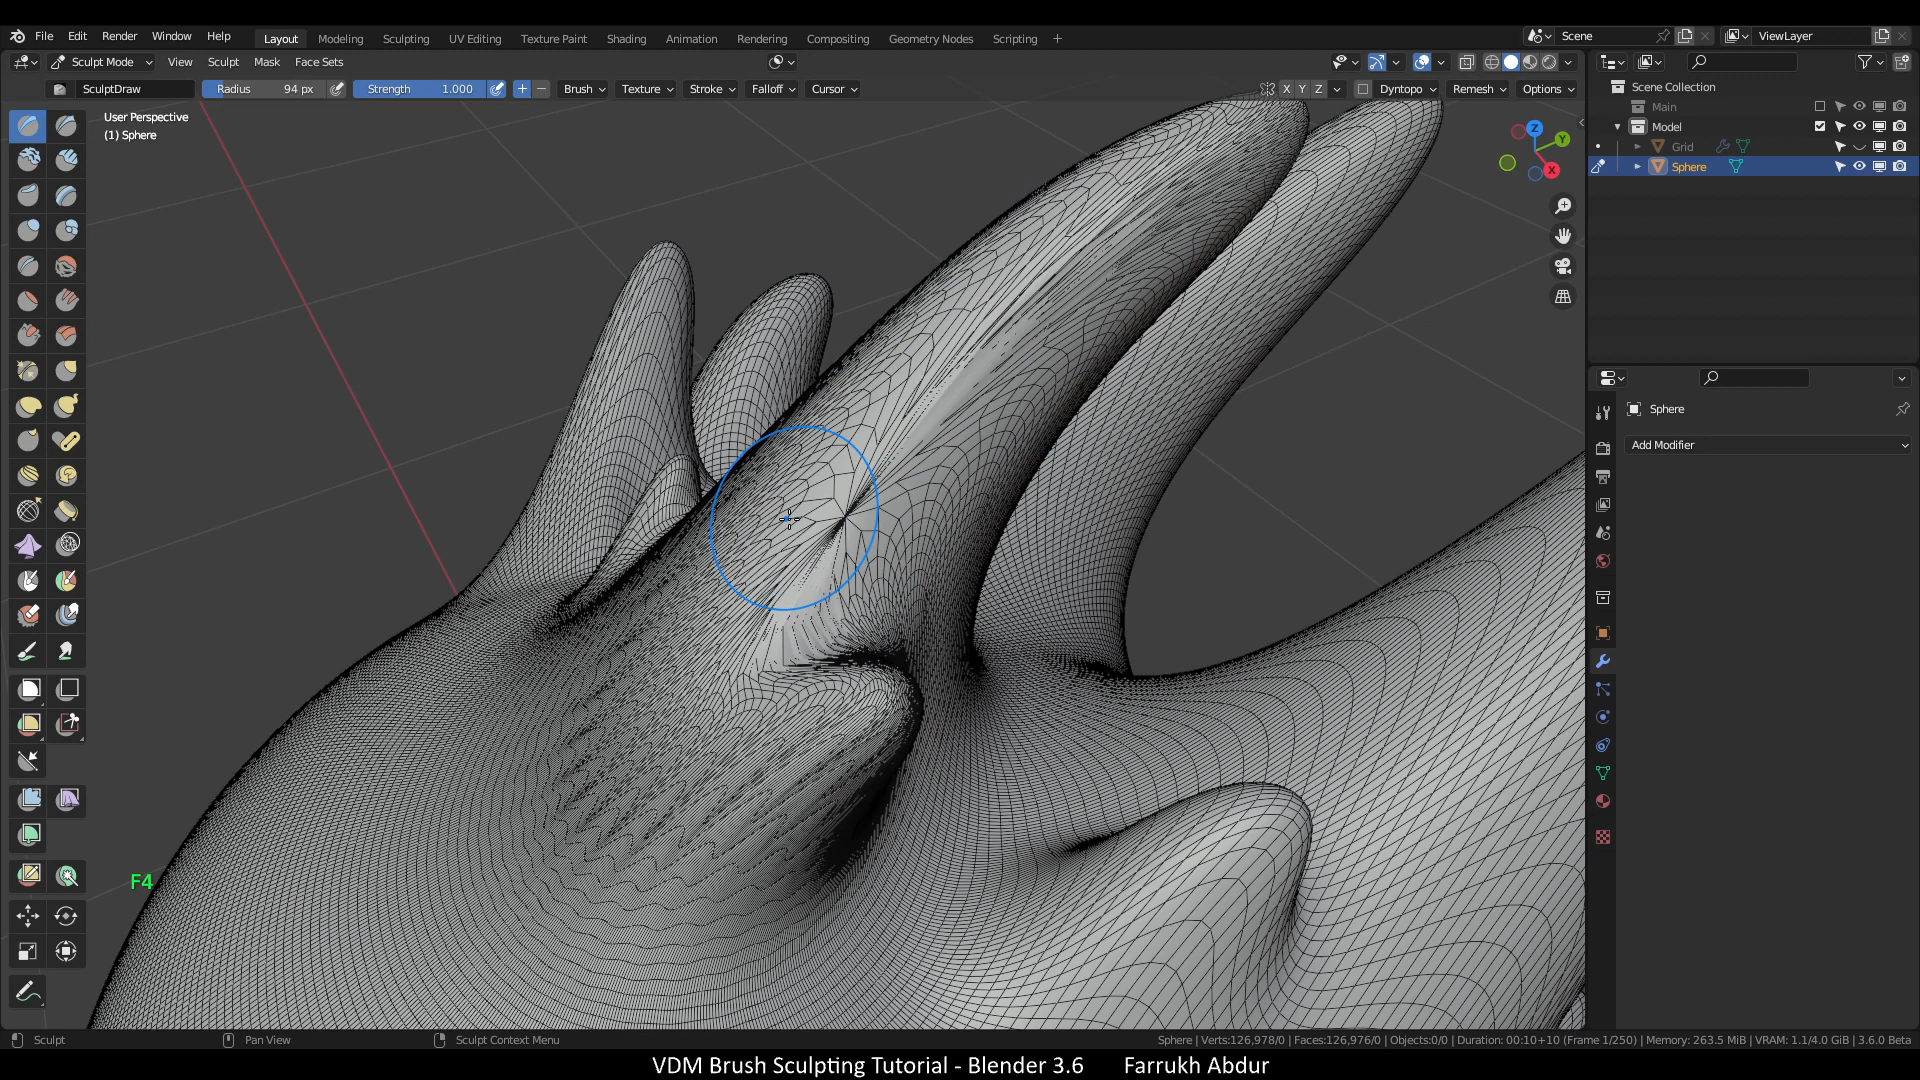 File Edit Render Window Help Layout Modeling Sculpting UV Editing Texture Paint Shading Animation Rendering Compositing Geometry Nodes Scripting + Scene ViewLayer
Sculpt Mode View Sculpt Mask Face Sets
SculptDraw Radius 94 px Strength 1.000 Brush Texture Stroke Falloff Cursor X Y Z Dyntopo Remesh Options
User Perspective
(1) Sphere
Z
Y
X
Scene Collection
Main
Model
Grid
Sphere
Sphere
Add Modifier
F4
Sculpt Pan View Sculpt Context Menu Sphere | Verts:126,978/0 | Faces:126,976/0 | Objects:0/0 | Duration: 00:10+10 (Frame 1/250) | Memory: 263.5 MiB | VRAM: 1.1/4.0 GiB | 3.6.0 Beta
VDM Brush Sculpting Tutorial - Blender 3.6 Farrukh Abdur